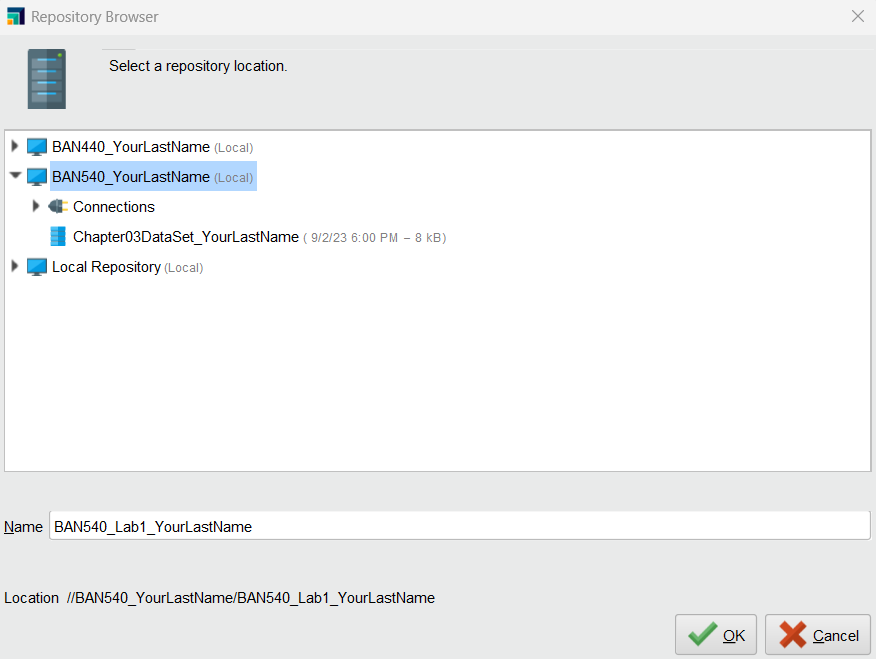 Repository Browser
Select a repository location.
BAN440_YourLastName (Local)
BAN540_YourLastName (Local)
Connections
Chapter03DataSet_YourLastName ( 9/2/23 6:00 PM – 8 kB)
Local Repository (Local)
Name BAN540_Lab1_YourLastName
Location //BAN540_YourLastName/BAN540_Lab1_YourLastName
OK Cancel